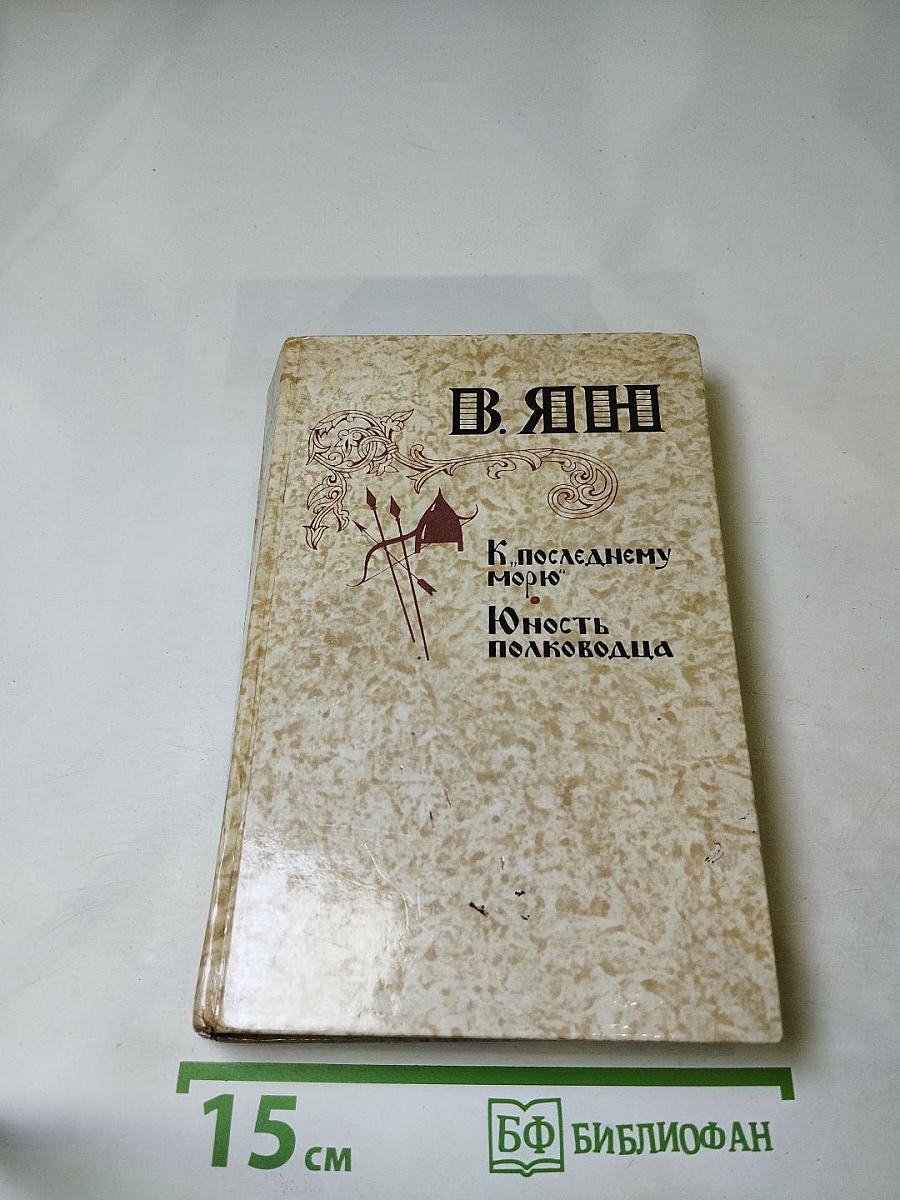 В. ЯН
К „последнему
морю“
Юность
полководца
15 см
БФ БИБЛИОФАН